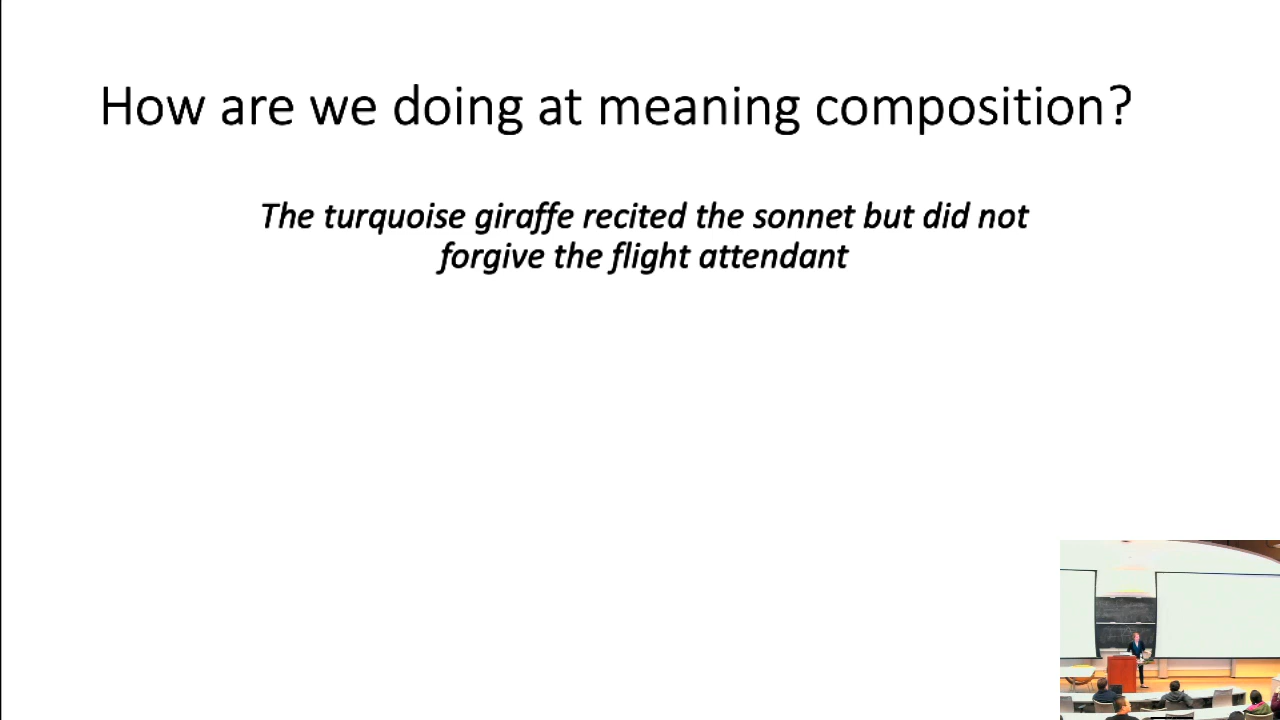 How are we doing at meaning composition?
The turquoise giraffe recited the sonnet but did not
forgive the flight attendant